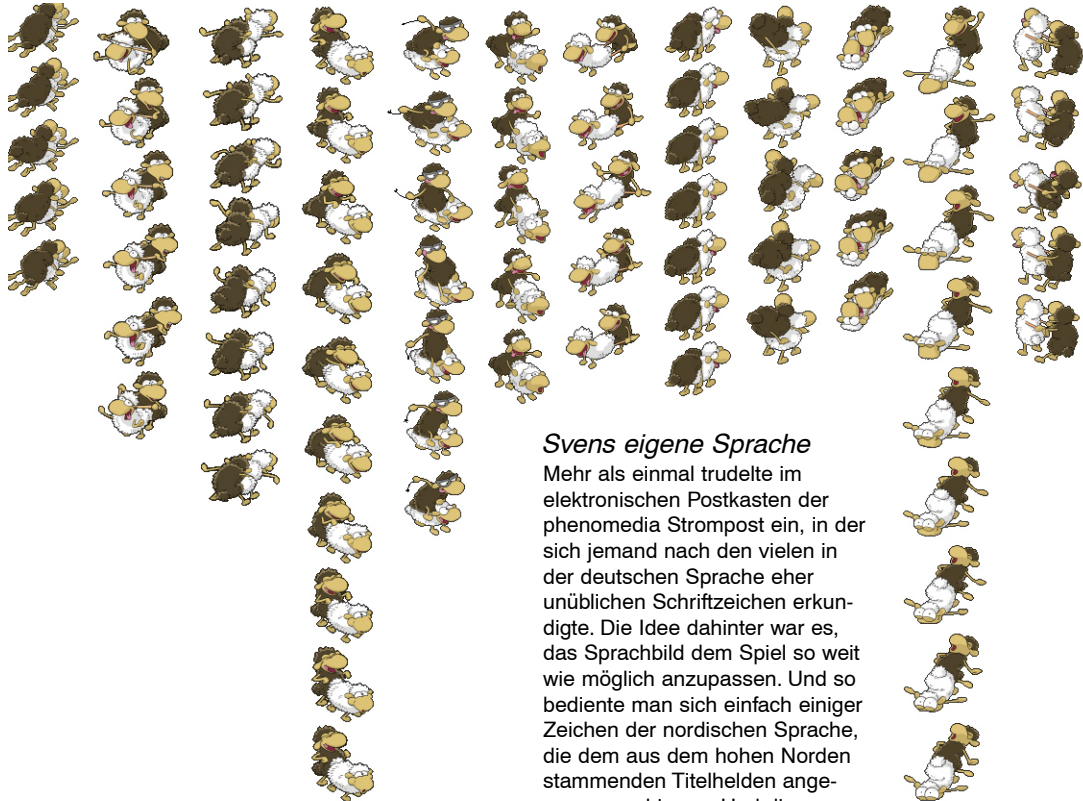 Svens eigene Sprache
Mehr als einmal trudelte im
elektronischen Postkasten der
phenomedia Strompost ein, in der
sich jemand nach den vielen in
der deutschen Sprache eher
unüblichen Schriftzeichen erkun-
digte. Die Idee dahinter war es,
das Sprachbild dem Spiel so weit
wie möglich anzupassen. Und so
bediente man sich einfach einiger
Zeichen der nordischen Sprache,
die dem aus dem hohen Norden
stammenden Titelhelden ange-